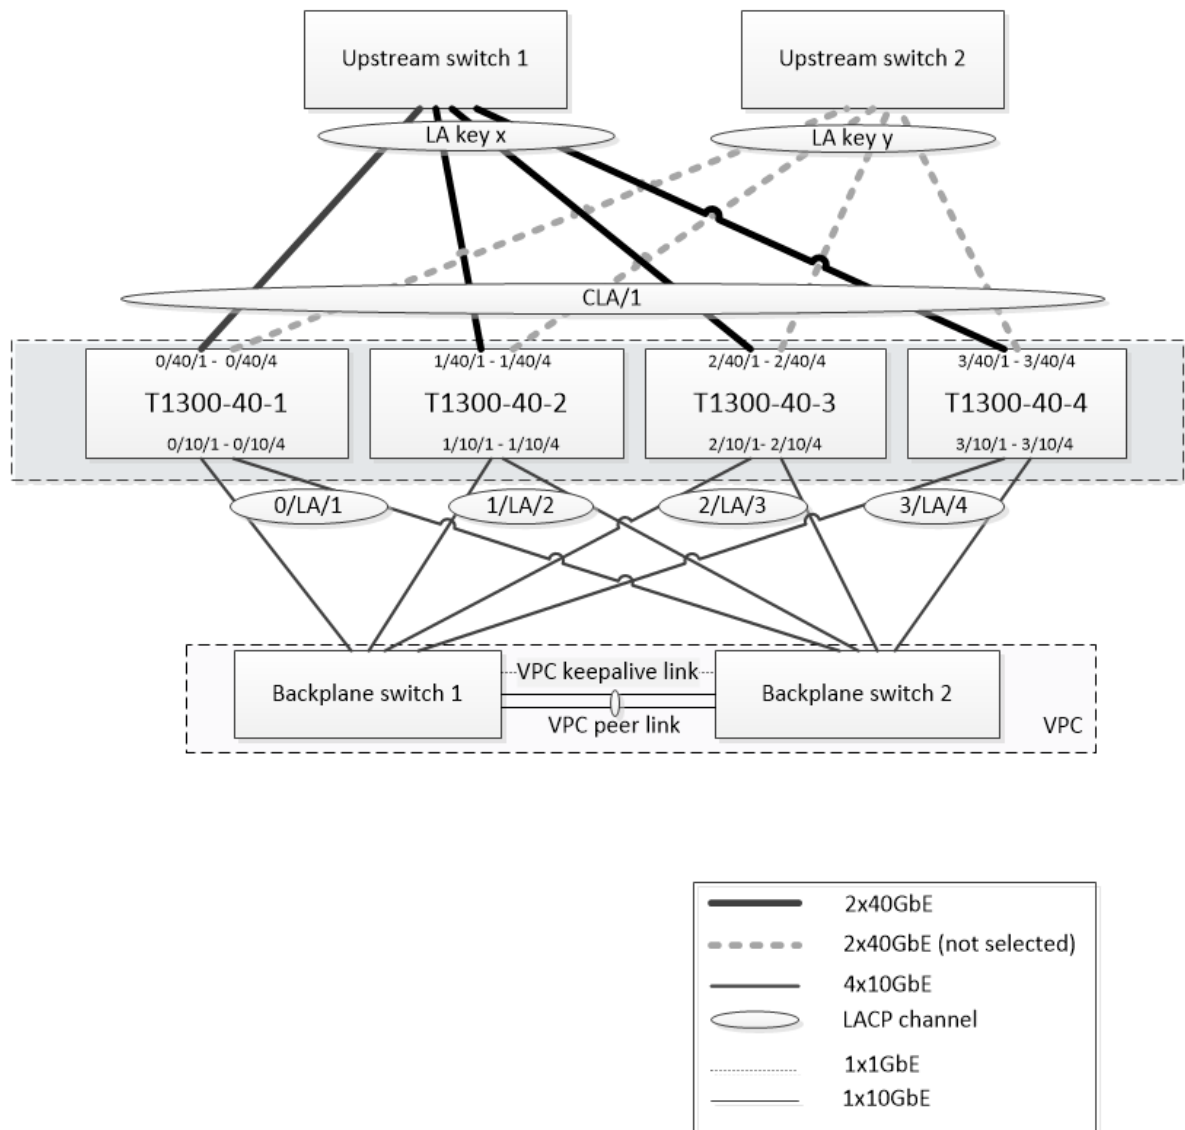 Upstream switch 1
Upstream switch 2
LA key x
LA key y
CLA/1
0/40/1 - 0/40/4
1/40/1 - 1/40/4
2/40/1 - 2/40/4
3/40/1 - 3/40/4
T1300-40-1
T1300-40-2
T1300-40-3
T1300-40-4
0/10/1 - 0/10/4
1/10/1 - 1/10/4
2/10/1- 2/10/4
3/10/1 - 3/10/4
0/LA/1
1/LA/2
2/LA/3
3/LA/4
Backplane switch 1
VPC keepalive link
VPC peer link
Backplane switch 2
VPC
2x40GbE
2x40GbE (not selected)
4x10GbE
LACP channel
1x1GbE
1x10GbE